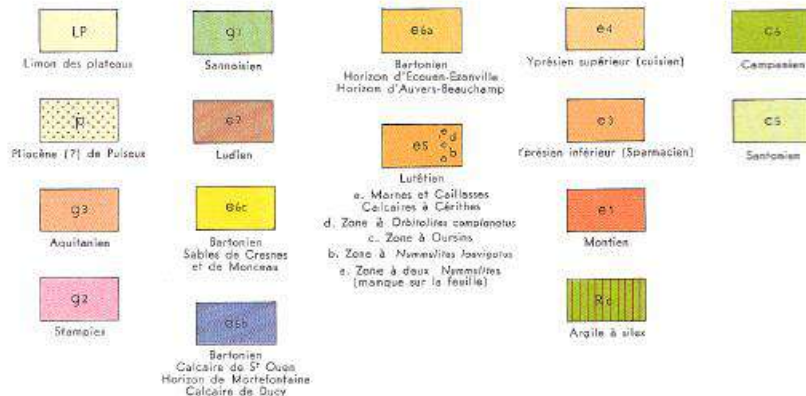 LP
Limon des plateaux
p
Pliocène (?) de Puiseux
g3
Aquitanien
g2
Stampien
g1
Sannoisien
e7
Ludien
e6c
Bartonien
Sables de Cresnes
et de Monceau
e6b
Bartonien
Calcaire de St Ouen
Horizon de Mortefontaine
Calcaire de Ducy
e6a
Bartonien
Horizon d'Ecouen-Ezanville
Horizon d'Auvers-Beauchamp
e5
e
d
c
b
a
Lutétien
e. Marnes et Caillasses
Calcaires à Cérithes
d. Zone à Orbitolites complanatus
c. Zone à Oursins
b. Zone à Nummulites laevigatus
a. Zone à deux Nummulites
(manque sur la feuille)
e4
Yprésien supérieur (cuisien)
e3
Yprésien inférieur (Sparnacien)
e1
Montien
Rc
Argile à silex
c6
Campanien
c5
Santonien